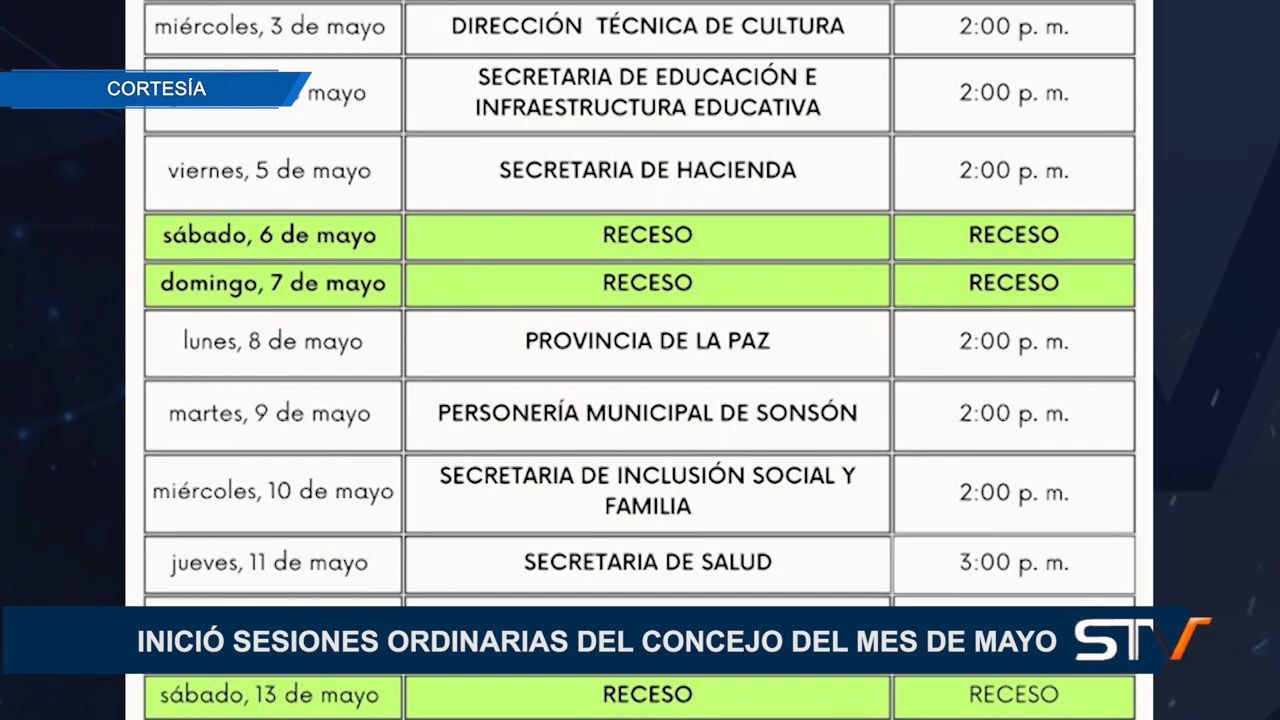 miércoles, 3 de mayo DIRECCIÓN TÉCNICA DE CULTURA 2:00 p. m.
CORTESÍA
mayo SECRETARIA DE EDUCACIÓN E INFRAESTRUCTURA EDUCATIVA 2:00 p. m.
viernes, 5 de mayo SECRETARIA DE HACIENDA 2:00 p. m.
sábado, 6 de mayo RECESO RECESO
domingo, 7 de mayo RECESO RECESO
lunes, 8 de mayo PROVINCIA DE LA PAZ 2:00 p. m.
martes, 9 de mayo PERSONERÍA MUNICIPAL DE SONSÓN 2:00 p. m.
miércoles, 10 de mayo SECRETARIA DE INCLUSIÓN SOCIAL Y FAMILIA 2:00 p. m.
jueves, 11 de mayo SECRETARIA DE SALUD 3:00 p. m.
INICIÓ SESIONES ORDINARIAS DEL CONCEJO DEL MES DE MAYO STV
sábado, 13 de mayo RECESO RECESO